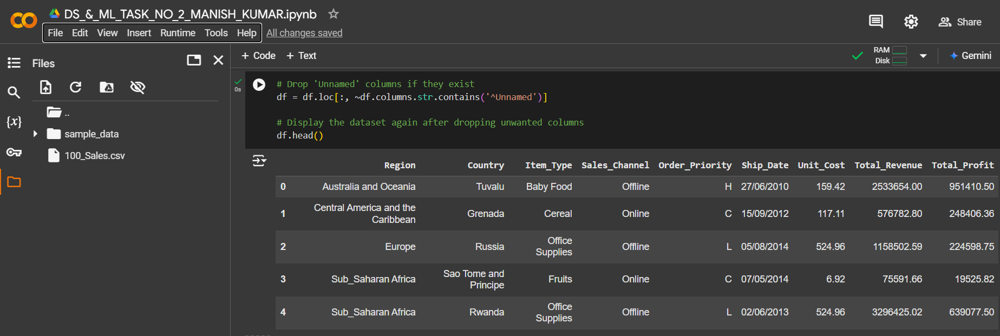 DS_&_ML_TASK_NO_2_MANISH_KUMAR.ipynb
File Edit View Insert Runtime Tools Help All changes saved
Share
Files
+ Code + Text
RAM
Disk
Gemini
..
sample_data
100_Sales.csv
{x}
0s
# Drop 'Unnamed' columns if they exist
df = df.loc[:, ~df.columns.str.contains('^Unnamed')]
# Display the dataset again after dropping unwanted columns
df.head()
Region Country Item_Type Sales_Channel Order_Priority Ship_Date Unit_Cost Total_Revenue Total_Profit
0 Australia and Oceania Tuvalu Baby Food Offline H 27/06/2010 159.42 2533654.00 951410.50
1 Central America and the Caribbean Grenada Cereal Online C 15/09/2012 117.11 576782.80 248406.36
2 Europe Russia Office Supplies Offline L 05/08/2014 524.96 1158502.59 224598.75
3 Sub_Saharan Africa Sao Tome and Principe Fruits Online C 07/05/2014 6.92 75591.66 19525.82
4 Sub_Saharan Africa Rwanda Office Supplies Offline L 02/06/2013 524.96 3296425.02 639077.50